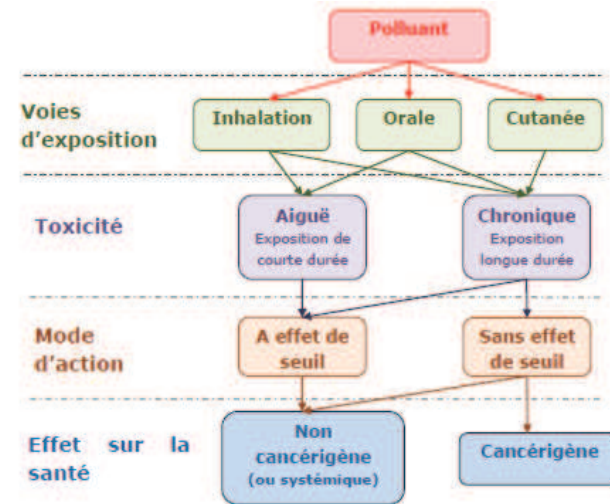 Polluant
Voies
d'exposition
Inhalation
Orale
Cutanée
Toxicité
Aiguë
Exposition de
courte durée
Chronique
Exposition
longue durée
Mode
d'action
A effet de
seuil
Sans effet
de seuil
Effet sur la
santé
Non
cancérigène
(ou systémique)
Cancérigène